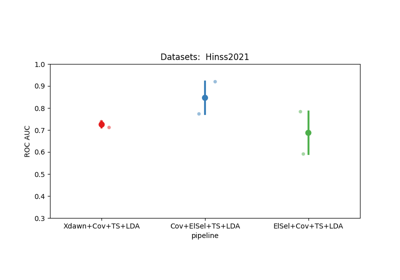 Datasets: Hinss2021
1.0
0.9
0.8
0.7
0.6
0.5
0.4
0.3
ROC AUC
Xdawn+Cov+TS+LDA
Cov+ElSel+TS+LDA
ElSel+Cov+TS+LDA
pipeline